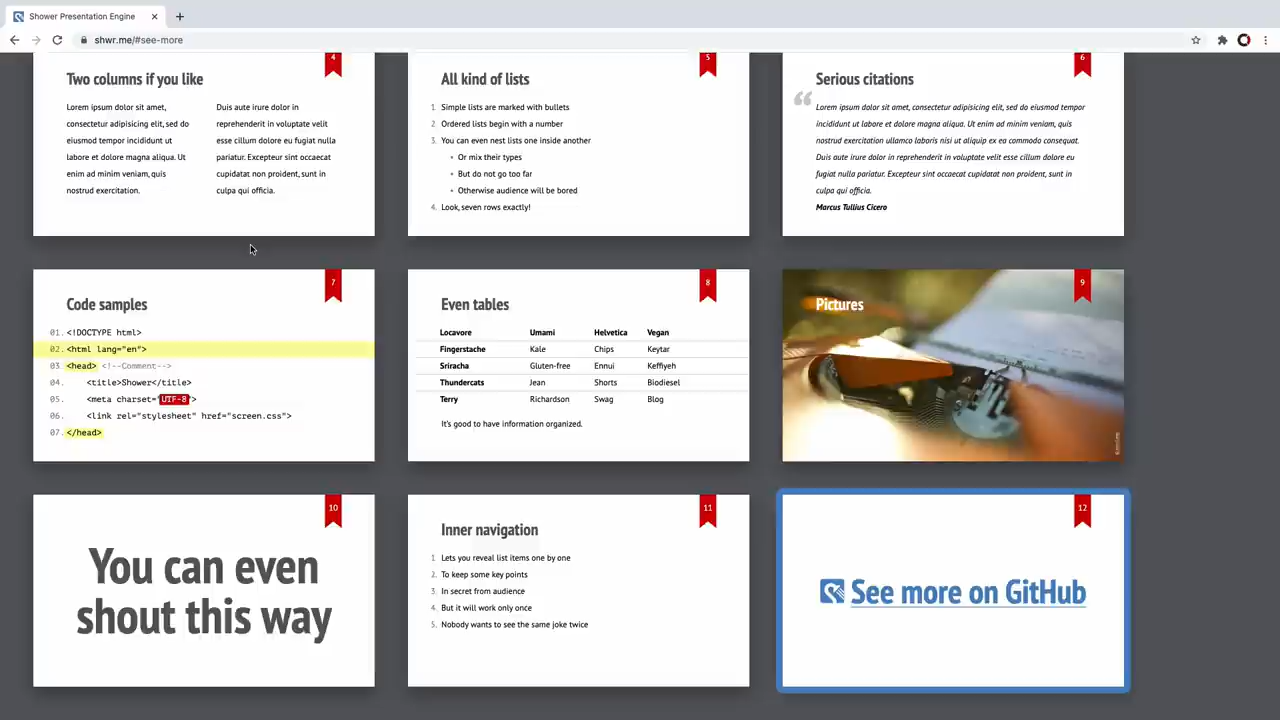 Shower Presentation Engine
shwr.me/#see-more
4
Two columns if you like
Lorem ipsum dolor sit amet,
consectetur adipisicing elit, sed do
eiusmod tempor incididunt ut
labore et dolore magna aliqua. Ut
enim ad minim veniam, quis
nostrud exercitation.
Duis aute irure dolor in
reprehenderit in voluptate velit
esse cillum dolore eu fugiat nulla
pariatur. Excepteur sint occaecat
cupidatat non proident, sunt in
culpa qui officia.
5
All kind of lists
1. Simple lists are marked with bullets
2. Ordered lists begin with a number
3. You can even nest lists one inside another
• Or mix their types
• But do not go too far
• Otherwise audience will be bored
4. Look, seven rows exactly!
6
Serious citations
“
Lorem ipsum dolor sit amet, consectetur adipisicing elit, sed do eiusmod tempor
incididunt ut labore et dolore magna aliqua. Ut enim ad minim veniam, quis
nostrud exercitation ullamco laboris nisi ut aliquip ex ea commodo consequat.
Duis aute irure dolor in reprehenderit in voluptate velit esse cillum dolore eu
fugiat nulla pariatur. Excepteur sint occaecat cupidatat non proident, sunt in
culpa qui officia.
Marcus Tullius Cicero
7
Code samples
01. <!DOCTYPE html>
02. <html lang="en">
03. <head> <!--Comment-->
04. <title>Shower</title>
05. <meta charset="UTF-8">
06. <link rel="stylesheet" href="screen.css">
07. </head>
8
Even tables
Locavore Umami Helvetica Vegan
Fingerstache Kale Chips Keytar
Sriracha Gluten-free Ennui Keffiyeh
Thundercats Jean Shorts Biodiesel
Terry Richardson Swag Blog
It's good to have information organized.
9
Pictures
10
You can even
shout this way
11
Inner navigation
1. Lets you reveal list items one by one
2. To keep some key points
3. In secret from audience
4. But it will work only once
5. Nobody wants to see the same joke twice
12
See more on GitHub